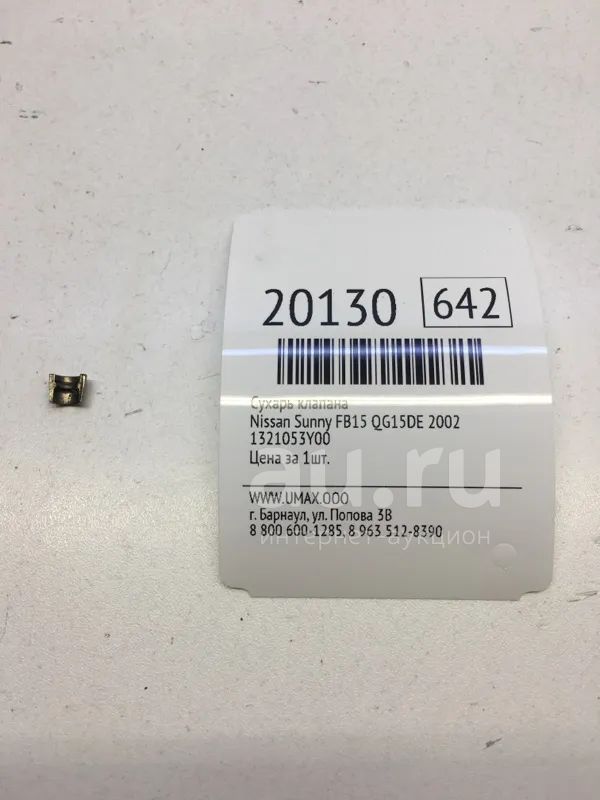 20130 642
Сухарь клапана
Nissan Sunny FB15 QG15DE 2002
1321053Y00
Цена за 1шт.
WWW.UMAX.OOO
г. Барнаул, ул. Попова 3В
8 800 600-1285, 8 963 512-8390
au.ru
интернет-аукцион